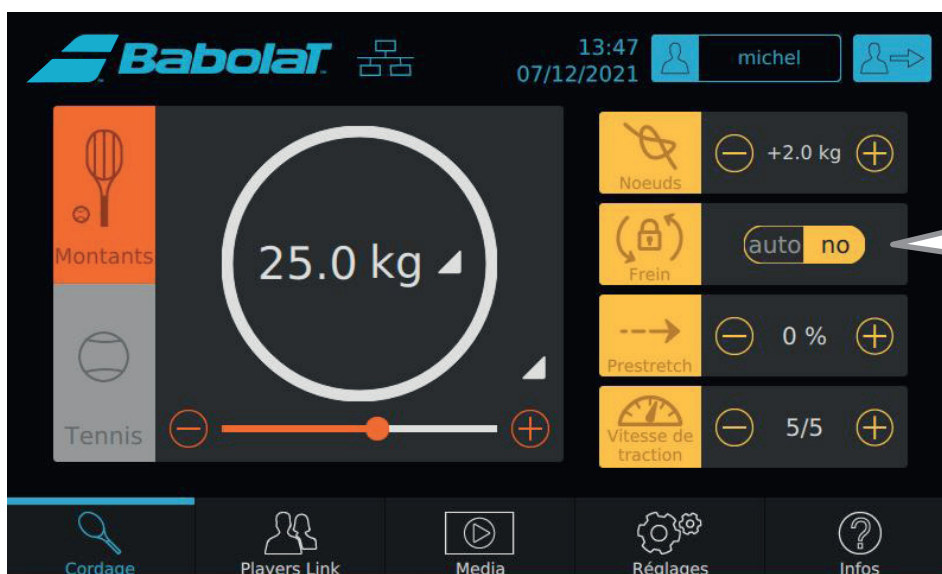 BabolaT
13:47
07/12/2021
michel
Montants
Tennis
25.0 kg
Noeuds
+2.0 kg
Frein
auto no
Prestretch
0 %
Vitesse de
traction
5/5
Cordage
Players Link
Media
Réglages
Infos